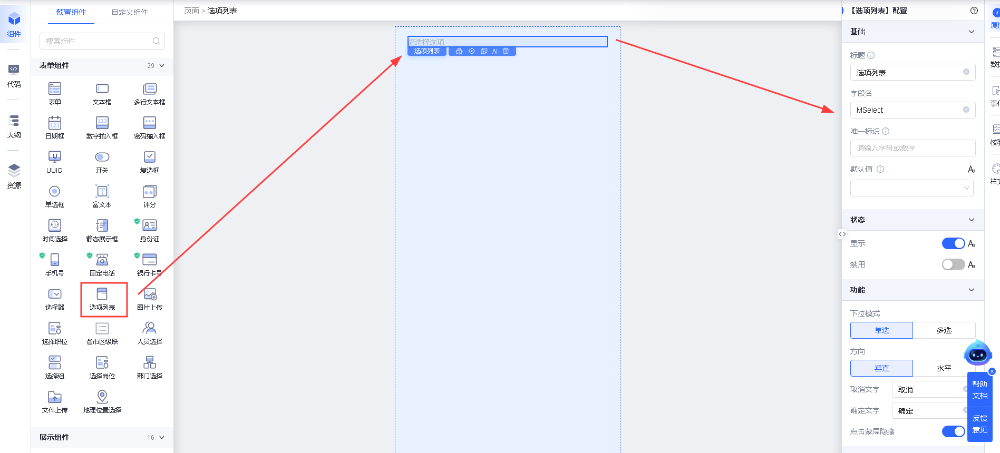 组件
代码
大纲
资源
预置组件
自定义组件
搜索组件
表单组件 29
表单
文本框
多行文本框
日期框
数字输入框
密码输入框
UUID
开关
复选框
单选框
富文本
评分
时间选择
静态展示框
身份证
手机号
固定电话
银行卡号
选择器
选项列表
图片上传
选择职位
省市区级联
人员选择
选择组
选择岗位
部门选择
文件上传
地理位置选择
展示组件 16
页面 > 选项列表
请选择选项
选项列表
AI
【选项列表】配置
基础
标题
选项列表
字段名
MSelect
唯一标识
请输入字母或数字
默认值
状态
显示
禁用
功能
下拉模式
单选 多选
方向
垂直 水平
取消文字 取消
确定文字 确定
点击蒙层隐藏
帮助
文档
反馈
意见
属
数据
事件
校验
样式